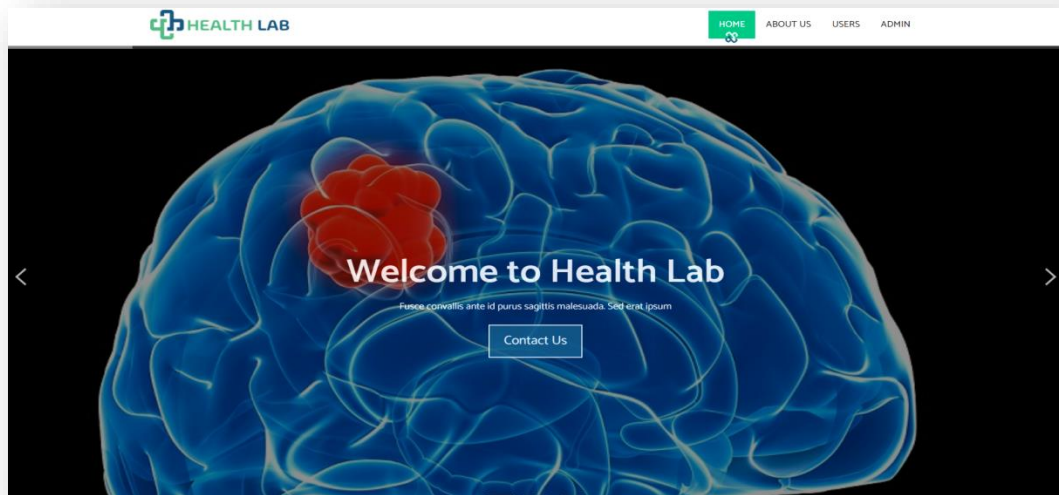 HEALTH LAB
HOME ABOUT US USERS ADMIN
Welcome to Health Lab
Fusce convallis ante id purus sagittis malesuada. Sed erat ipsum
Contact Us